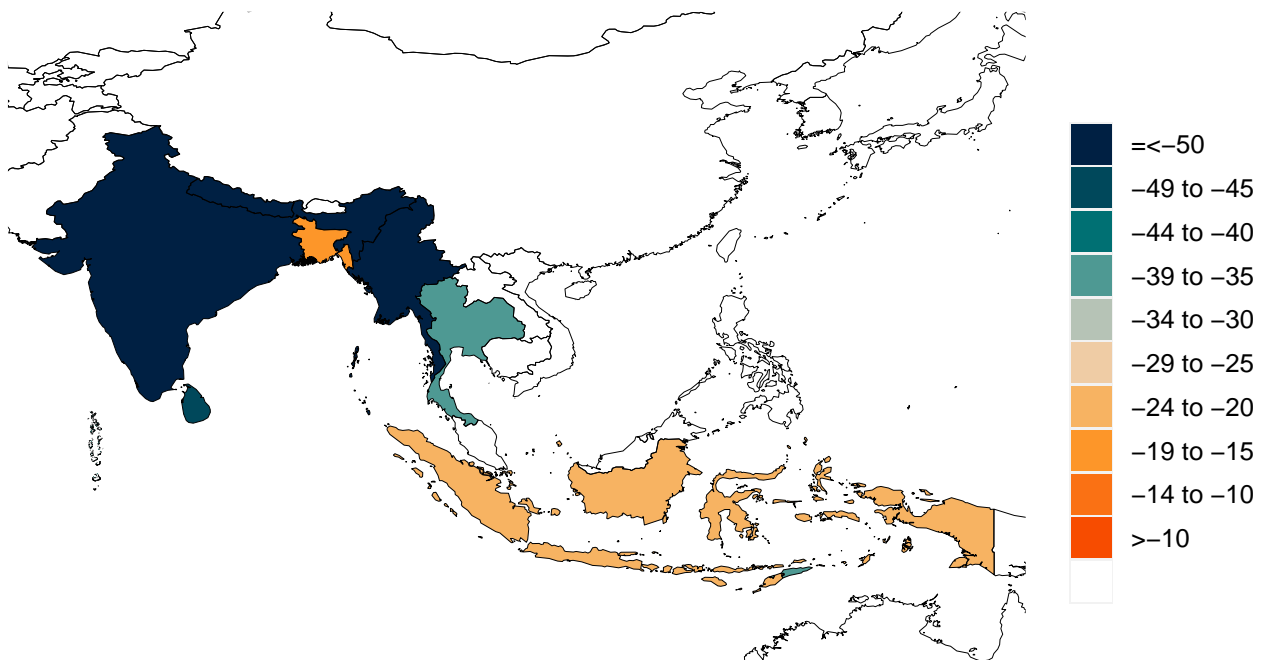 =<−50
−49 to −45
−44 to −40
−39 to −35
−34 to −30
−29 to −25
−24 to −20
−19 to −15
−14 to −10
>−10